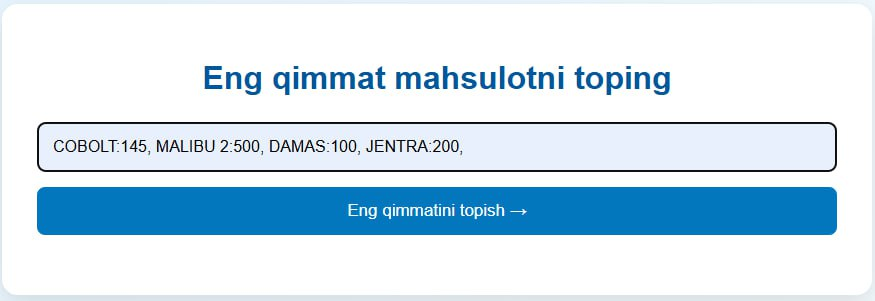 Eng qimmat mahsulotni toping
COBOLT:145, MALIBU 2:500, DAMAS:100, JENTRA:200,
Eng qimmatini topish →